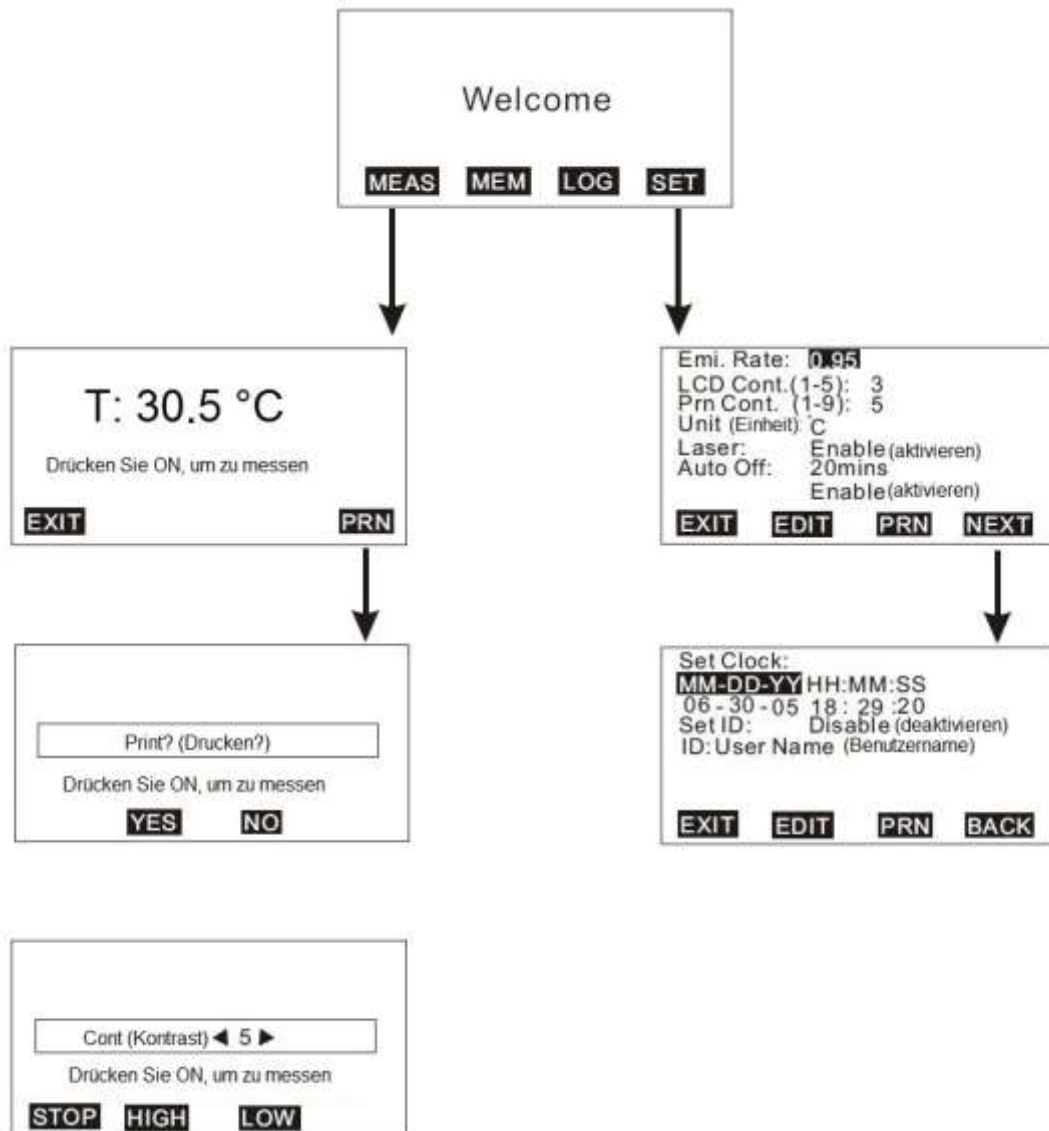 Welcome
MEAS MEM LOG SET
T: 30.5 °C
Drücken Sie ON, um zu messen
EXIT PRN
Print? (Drucken?)
Drücken Sie ON, um zu messen
YES NO
Cont (Kontrast) ◀ 5 ▶
Drücken Sie ON, um zu messen
STOP HIGH LOW
Emi. Rate: 0.95
LCD Cont.(1-5): 3
Prn Cont. (1-9): 5
Unit (Einheit): °C
Laser: Enable (aktivieren)
Auto Off: 20mins
Enable (aktivieren)
EXIT EDIT PRN NEXT
Set Clock:
MM-DD-YY HH:MM:SS
06-30-05 18:29:20
Set ID: Disable (deaktivieren)
ID: User Name (Benutzername)
EXIT EDIT PRN BACK